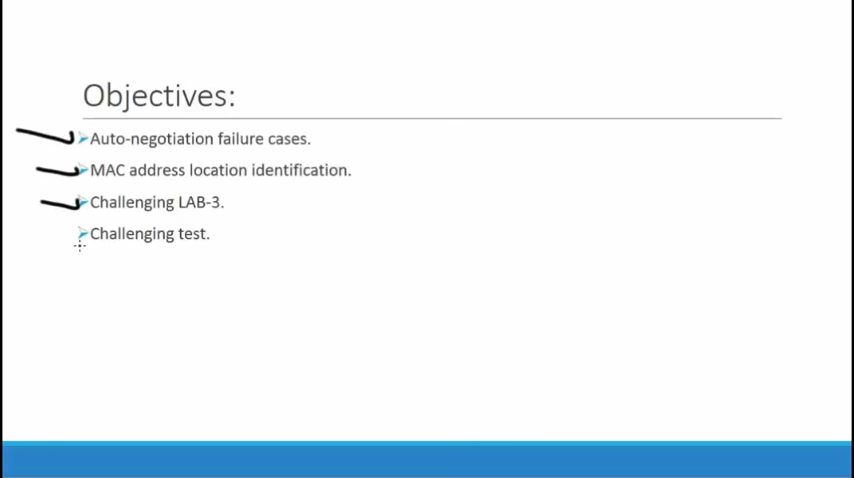 Objectives:
Auto-negotiation failure cases.
MAC address location identification.
Challenging LAB-3.
Challenging test.